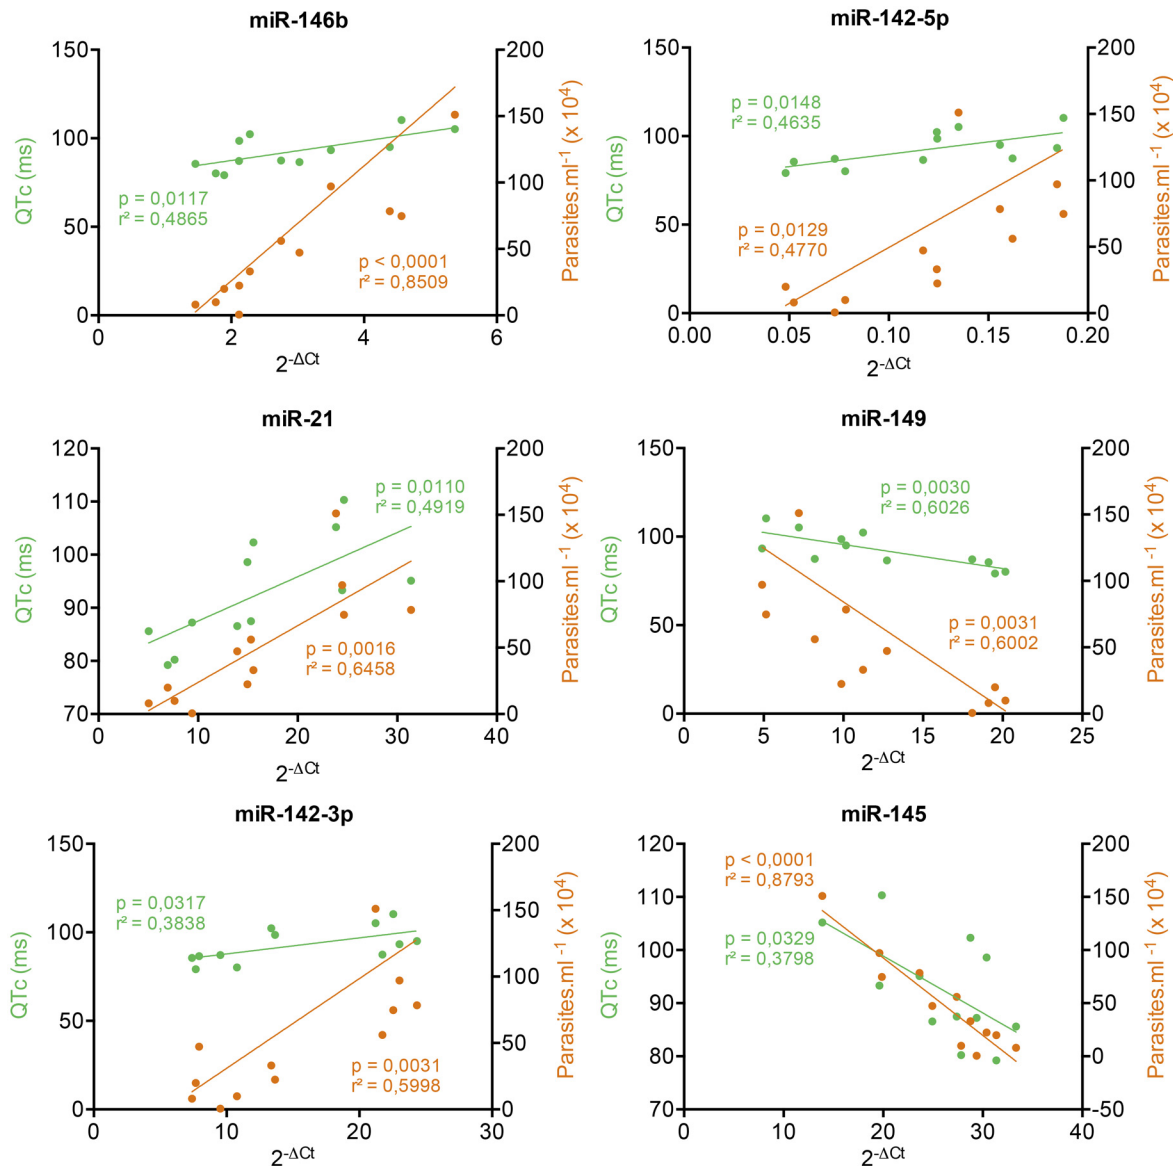 miR-146b
150
100
50
0
QTc (ms)
p = 0,0117
r² = 0,4865
p < 0,0001
r² = 0,8509
200
150
100
50
0
Parasites.ml⁻¹ (x 10⁴)
0
2
4
6
2^-ΔCt
miR-142-5p
150
100
50
0
QTc (ms)
p = 0,0148
r² = 0,4635
p = 0,0129
r² = 0,4770
200
150
100
50
0
Parasites.ml⁻¹ (x 10⁴)
0.00
0.05
0.10
0.15
0.20
2^-ΔCt
miR-21
120
110
100
90
80
70
QTc (ms)
p = 0,0110
r² = 0,4919
p = 0,0016
r² = 0,6458
200
150
100
50
0
Parasites.ml⁻¹ (x 10⁴)
0
10
20
30
40
2^-ΔCt
miR-149
150
100
50
0
QTc (ms)
p = 0,0030
r² = 0,6026
p = 0,0031
r² = 0,6002
200
150
100
50
0
Parasites.ml⁻¹ (x 10⁴)
0
5
10
15
20
25
2^-ΔCt
miR-142-3p
150
100
50
0
QTc (ms)
p = 0,0317
r² = 0,3838
p = 0,0031
r² = 0,5998
200
150
100
50
0
Parasites.ml⁻¹ (x 10⁴)
0
10
20
30
2^-ΔCt
miR-145
120
110
100
90
80
70
QTc (ms)
p < 0,0001
r² = 0,8793
p = 0,0329
r² = 0,3798
200
150
100
50
0
-50
Parasites.ml⁻¹ (x 10⁴)
0
10
20
30
40
2^-ΔCt